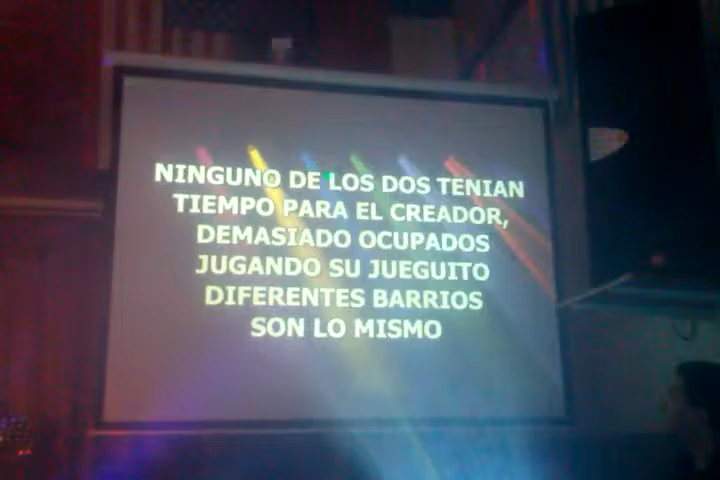 NINGUNO DE LOS DOS TENIAN
TIEMPO PARA EL CREADOR,
DEMASIADO OCUPADOS
JUGANDO SU JUEGUITO
DIFERENTES BARRIOS
SON LO MISMO